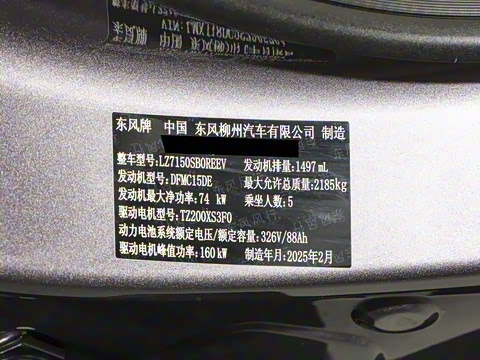 东风牌 中国 东风柳州汽车有限公司 制造
整车型号:LZ7150SB0REEV 发动机排量:1497 mL
发动机型号:DFMC15DE 最大允许总质量:2185kg
发动机最大净功率:74 kW 乘坐人数:5
驱动电机型号:TZ200XS3F0
动力电池系统额定电压/额定容量:326V/88Ah
驱动电机峰值功率:160kW 制造年月:2025年2月